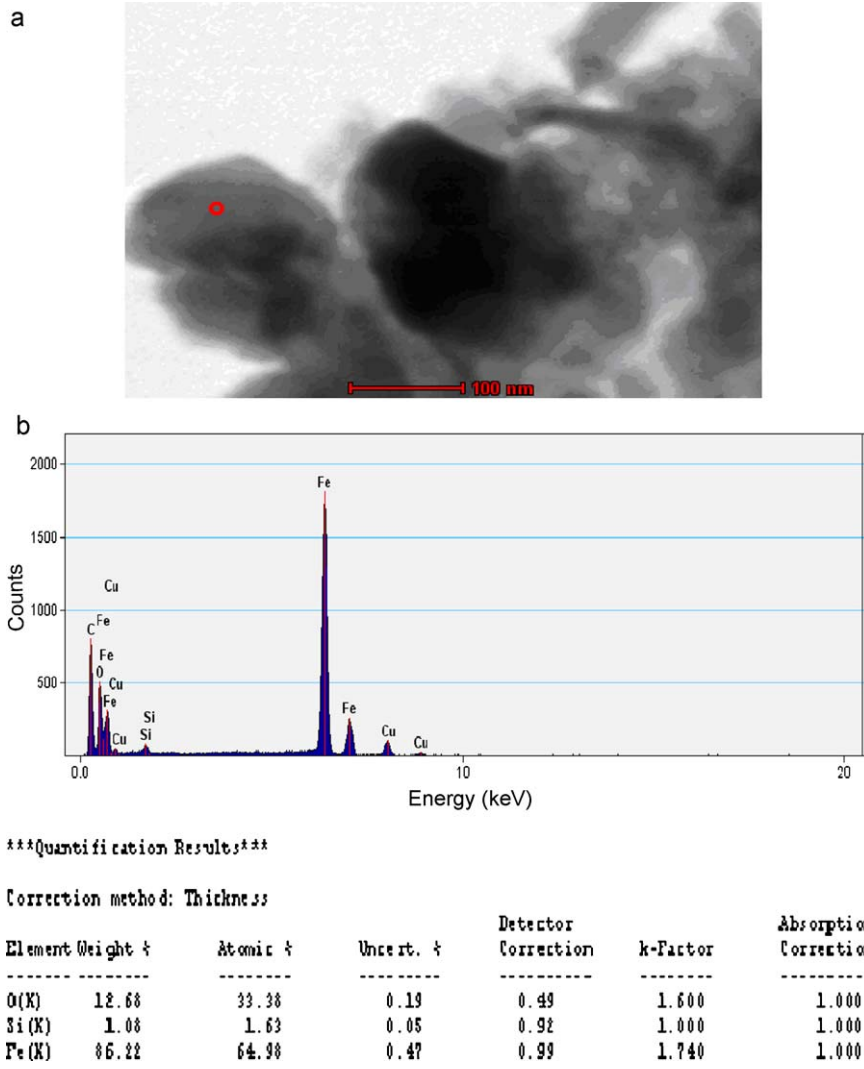 a
100 nm
b
Counts
2000
1500
1000
500
Fe
Cu
C Fe
Fe
O
Cu
Fe
Cu
Si
Si
Fe
Cu
Cu
0.0 10 20
Energy (keV)
***Quantification Results***
Correction method: Thickness
Detector Absorptio
Element Weight % Atomic % Uncert. % Correction k-Factor Correctio
------- -------- -------- --------- ---------- -------- ---------
O(K) 12.68 33.38 0.19 0.49 1.600 1.000
Si(K) 1.08 1.63 0.05 0.92 1.000 1.000
Fe(K) 86.22 64.98 0.47 0.99 1.740 1.000